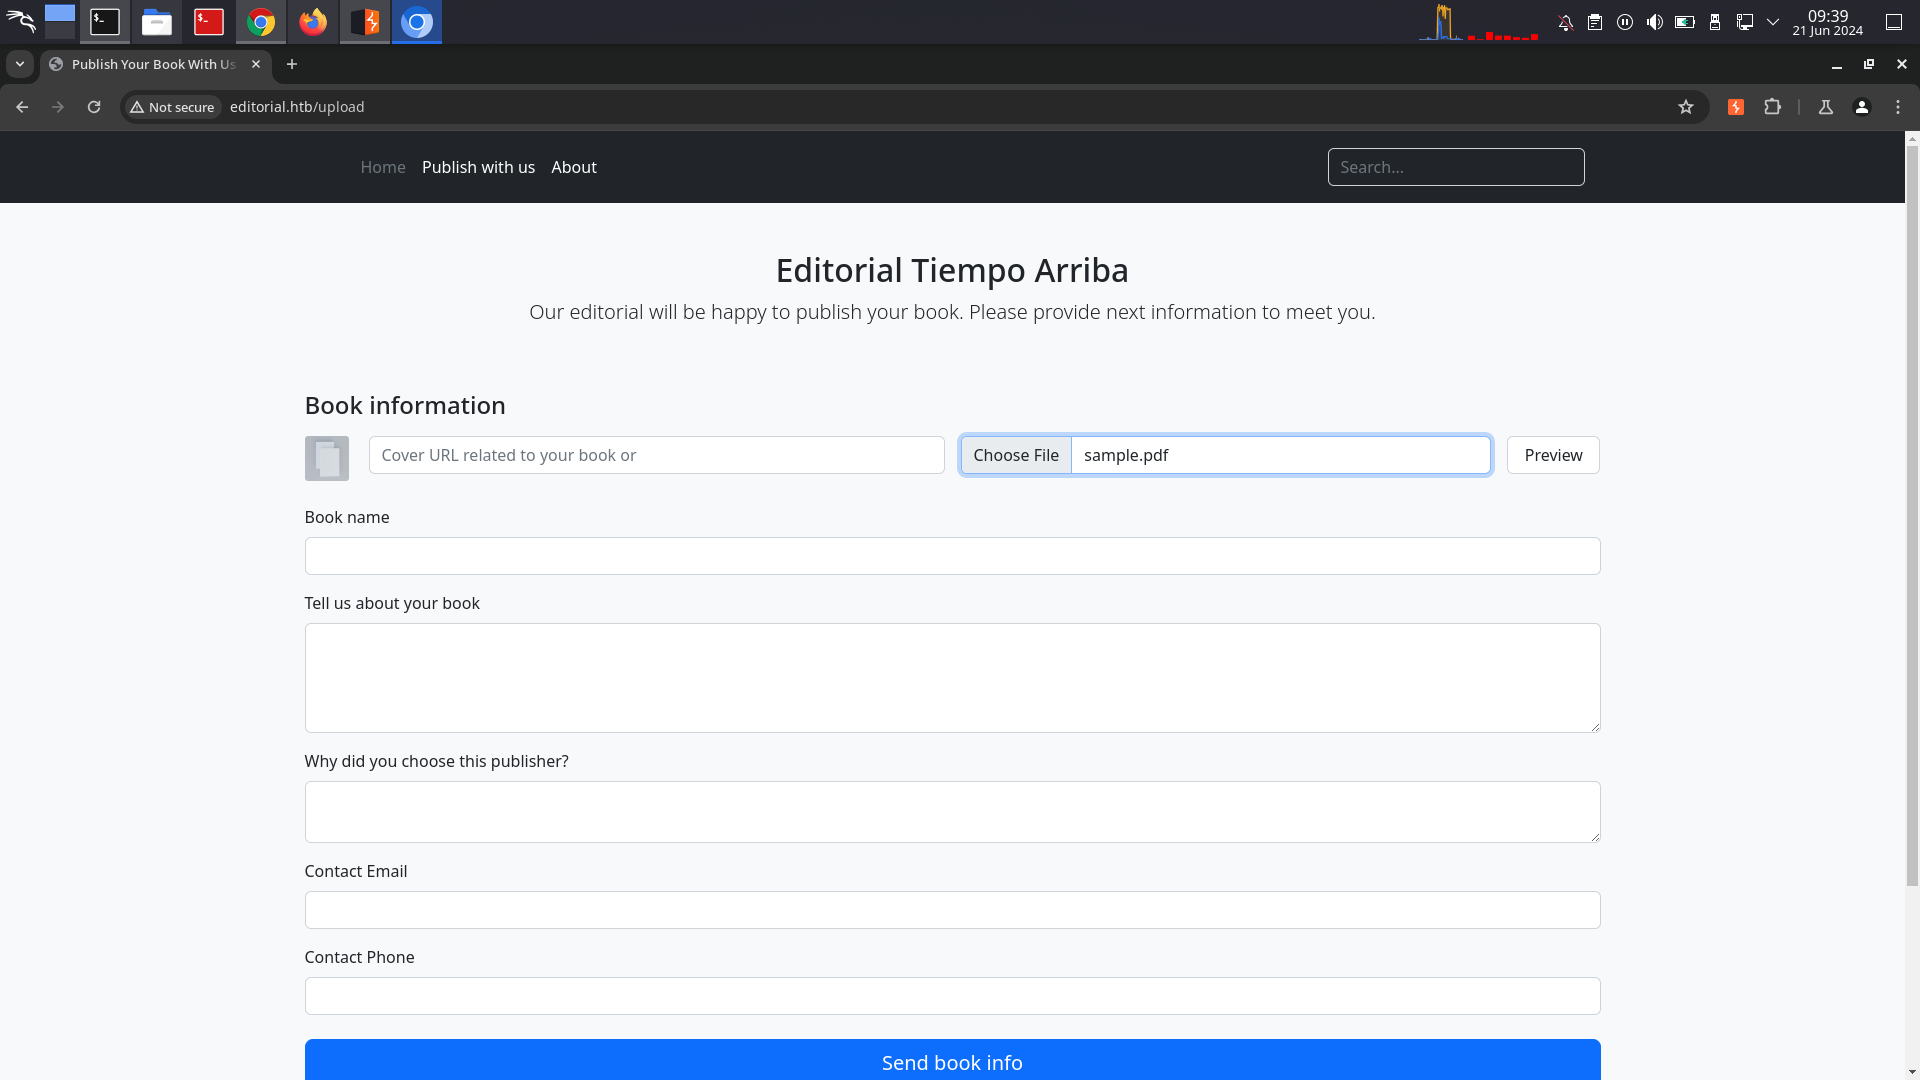 09:39
21 Jun 2024
Publish Your Book With Us
Not secure
editorial.htb/upload
Home Publish with us About
Search...
Editorial Tiempo Arriba
Our editorial will be happy to publish your book. Please provide next information to meet you.
Book information
Cover URL related to your book or Choose File sample.pdf Preview
Book name
Tell us about your book
Why did you choose this publisher?
Contact Email
Contact Phone
Send book info